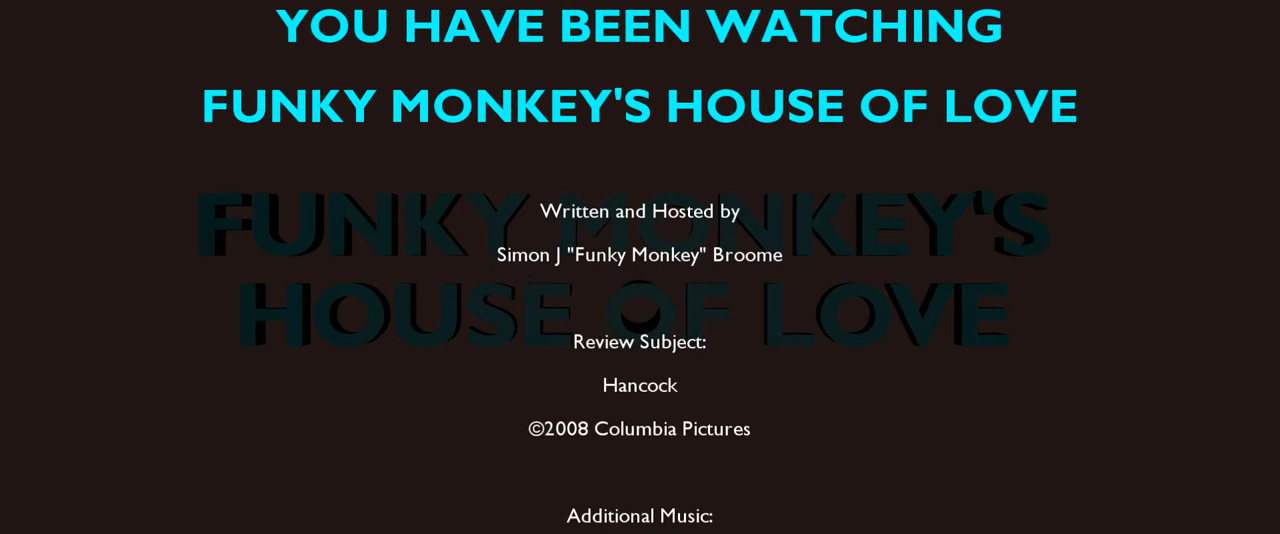 YOU HAVE BEEN WATCHING
FUNKY MONKEY'S HOUSE OF LOVE
FUNKY MONKEY'S
HOUSE OF LOVE
Written and Hosted by
Simon J "Funky Monkey" Broome
Review Subject:
Hancock
©2008 Columbia Pictures
Additional Music: